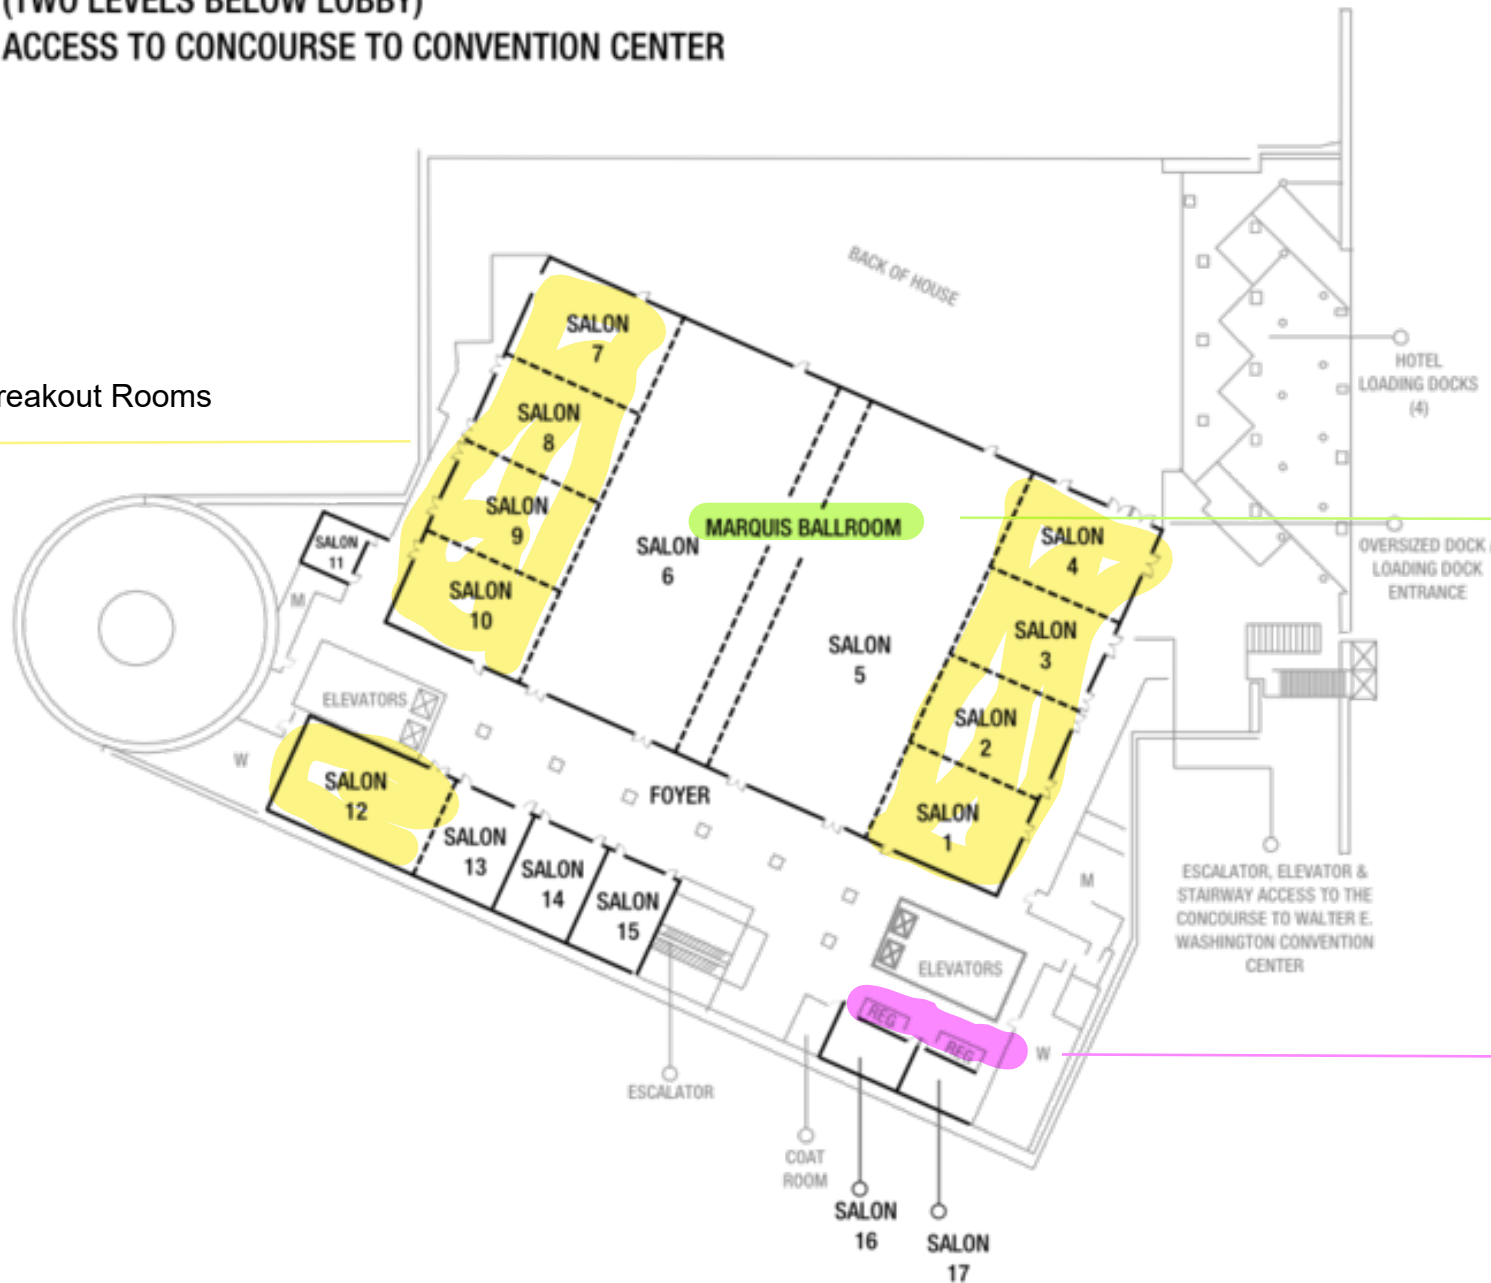 (TWO LEVELS BELOW LOBBY)
ACCESS TO CONCOURSE TO CONVENTION CENTER
BACK OF HOUSE
SALON
7
HOTEL
LOADING DOCKS
(4)
reakout Rooms
SALON
8
SALON
9
MARQUIS BALLROOM
SALON
6
SALON
4
OVERSIZED DOCK
LOADING DOCK
ENTRANCE
SALON
11
M
SALON
10
SALON
3
SALON
5
ELEVATORS
SALON
2
W
SALON
12
FOYER
SALON
1
SALON
13
SALON
14
SALON
15
M
ESCALATOR, ELEVATOR &
STAIRWAY ACCESS TO THE
CONCOURSE TO WALTER E.
WASHINGTON CONVENTION
CENTER
ELEVATORS
REG
REG
W
ESCALATOR
COAT
ROOM
SALON
16
SALON
17